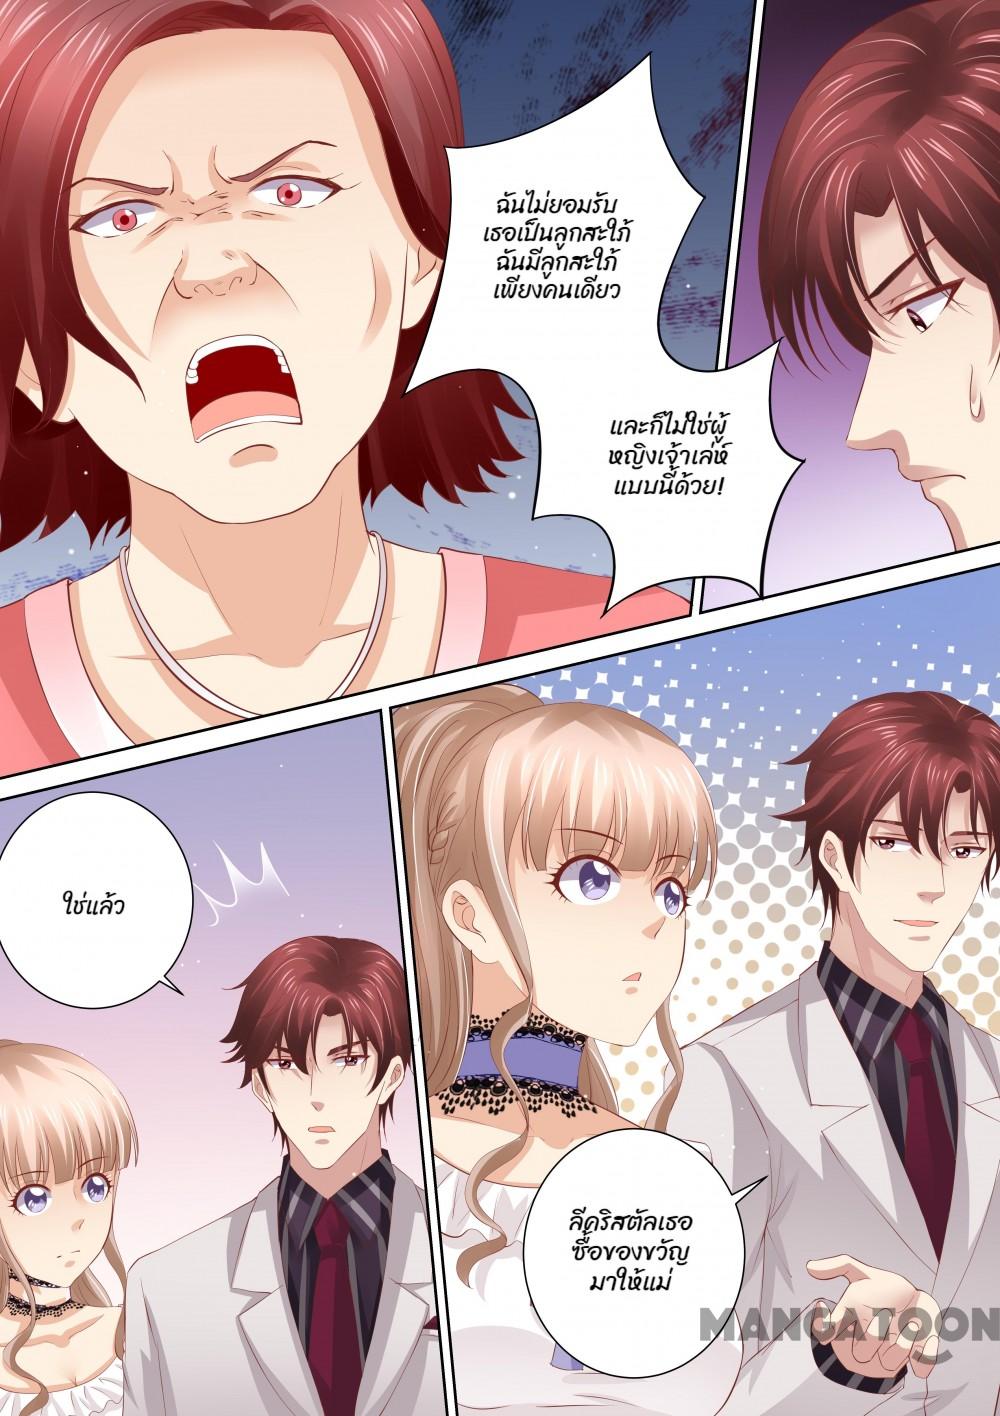 ฉันไม่ยอมรับ
เธอเป็นลูกสะใภ้
ฉันมีลูกสะใภ้
เพียงคนเดียว
และก็ไม่ใช่ผู้
หญิงเจ้าเล่ห์
แบบนี้ด้วย!
ใช่แล้ว
ลีคริสตัลเธอ
ซื้อของขวัญ
มาให้แม่
MANGATOON